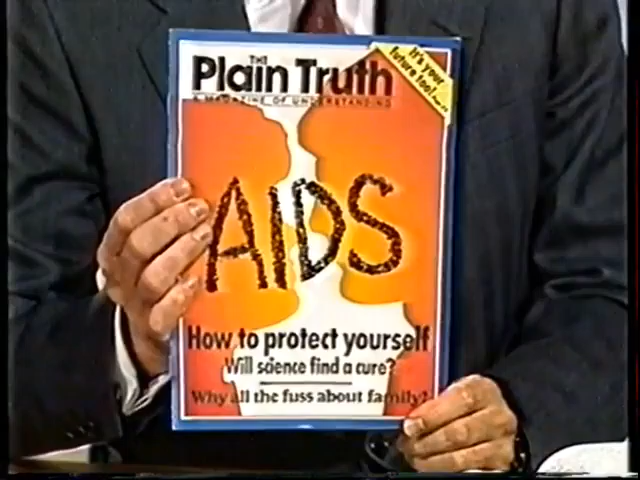 THE
Plain Truth
A MAGAZINE OF UNDERSTANDING
It's your
future too!
AIDS
How to protect yourself
Will science find a cure?
Why all the fuss about family?